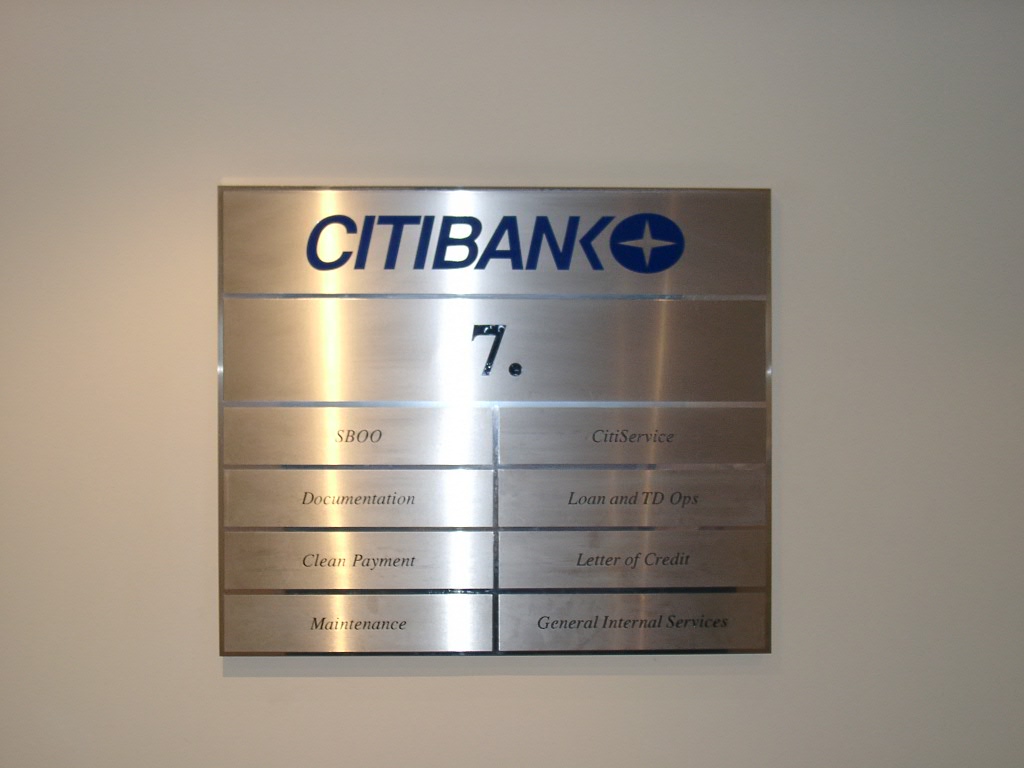 CITIBANK
7.
SBOO
CitiService
Documentation
Loan and TD Ops
Clean Payment
Letter of Credit
Maintenance
General Internal Services